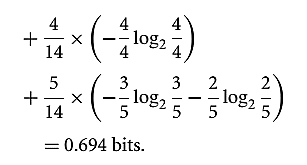 + 4/14 × (−4/4 log₂ 4/4)
+ 5/14 × (−3/5 log₂ 3/5 − 2/5 log₂ 2/5)
= 0.694 bits.